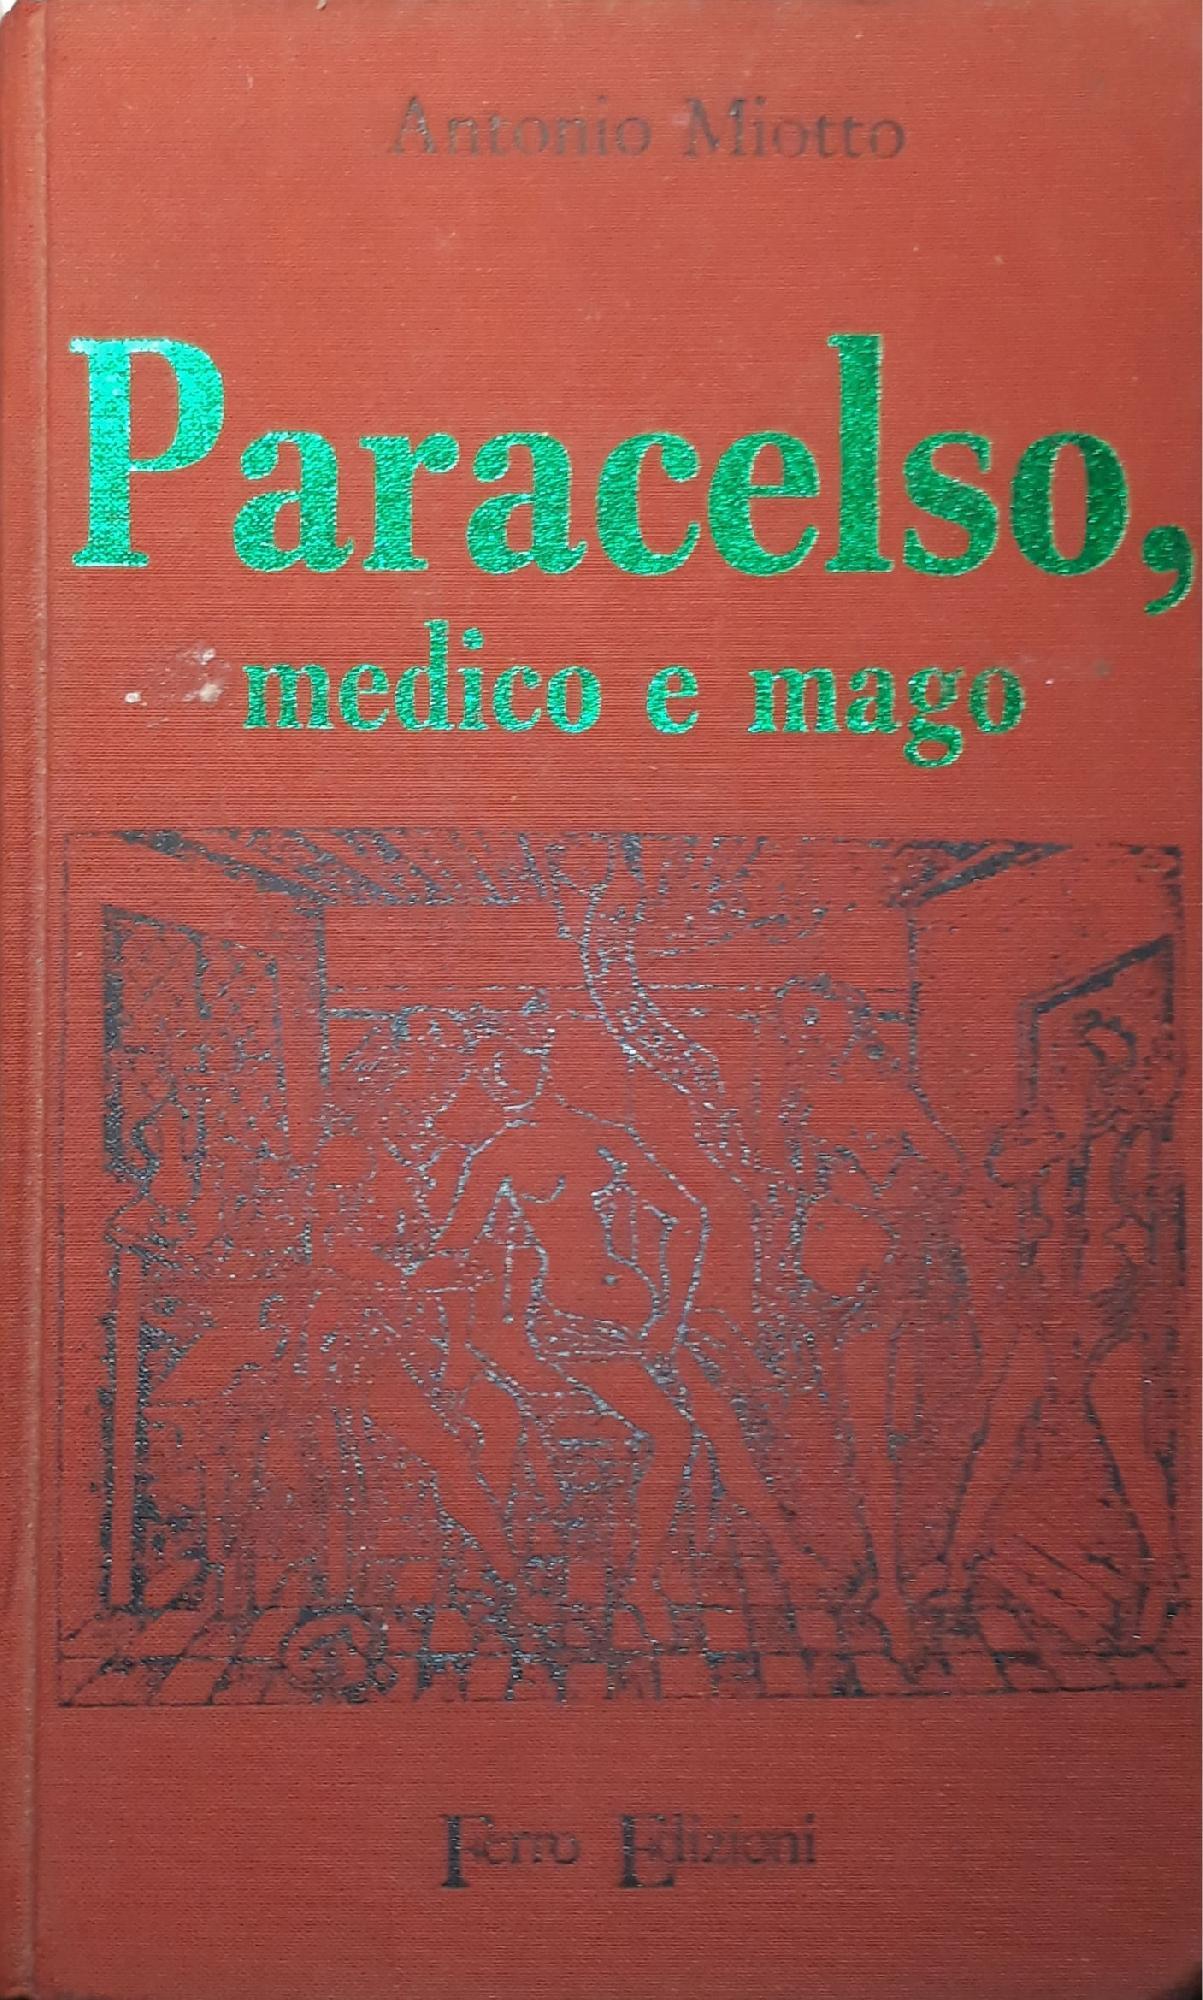 Antonio Miotto
Paracelso,
medico e mago
Ferro Edizioni